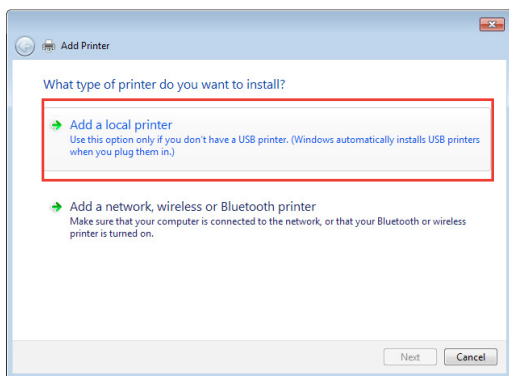 Add Printer
What type of printer do you want to install?
Add a local printer
Use this option only if you don't have a USB printer. (Windows automatically installs USB printers
when you plug them in.)
Add a network, wireless or Bluetooth printer
Make sure that your computer is connected to the network, or that your Bluetooth or wireless
printer is turned on.
Next Cancel